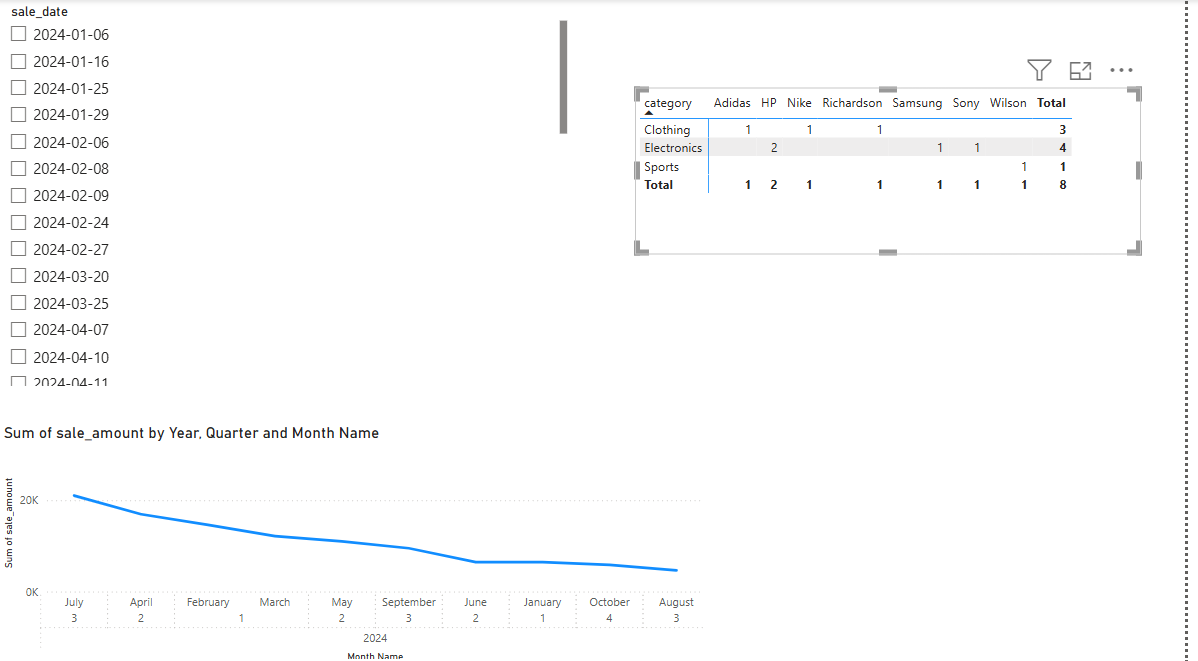 sale_date
2024-01-06
2024-01-16
2024-01-25
2024-01-29
2024-02-06
2024-02-08
2024-02-09
2024-02-24
2024-02-27
2024-03-20
2024-03-25
2024-04-07
2024-04-10
2024-04-11
category Adidas HP Nike Richardson Samsung Sony Wilson Total
Clothing 1 1 1 3
Electronics 2 1 1 4
Sports 1 1
Total 1 2 1 1 1 1 1 8
Sum of sale_amount by Year, Quarter and Month Name
Sum of sale_amount
20K
0K
July April February March May September June January October August
3 2 1 2 3 2 1 4 3
2024
Month Name